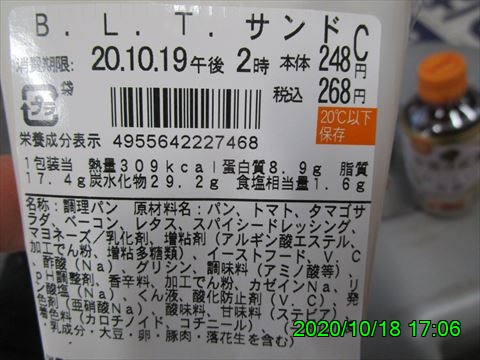 B. L. T. サンド C
消費期限: 20.10.19午後 2時 本体 248円
税込 268円
袋
プラ
20℃以下
保存
4955642227468
栄養成分表示
1包装当 熱量309kcal蛋白質8.9g 脂質
17.4g炭水化物29.2g 食塩相当量1.6g
名称:調理パン 原材料名:パン、トマト、タマゴサ
ラダ、ベーコン、レタス、スパイシードレッシング、
マヨネーズ、乳化剤、増粘剤(アルギン酸エステル、
加工でん粉、増粘多糖類)、イーストフード、V.C
、酢酸(Na)、グリシン、調味料(アミノ酸等)
、pH調整剤、香辛料、加工でん粉、カゼインNa、リ
ン酸塩(Na)、くん液、酸化防止剤(V.C)、発
色剤(亜硝酸Na)、酸味料、甘味料(ステビア)、
着色料(カロチノイド、コチニール)、
・乳成分・大豆・卵・豚肉・落花生を含む)
2020/10/18 17:06